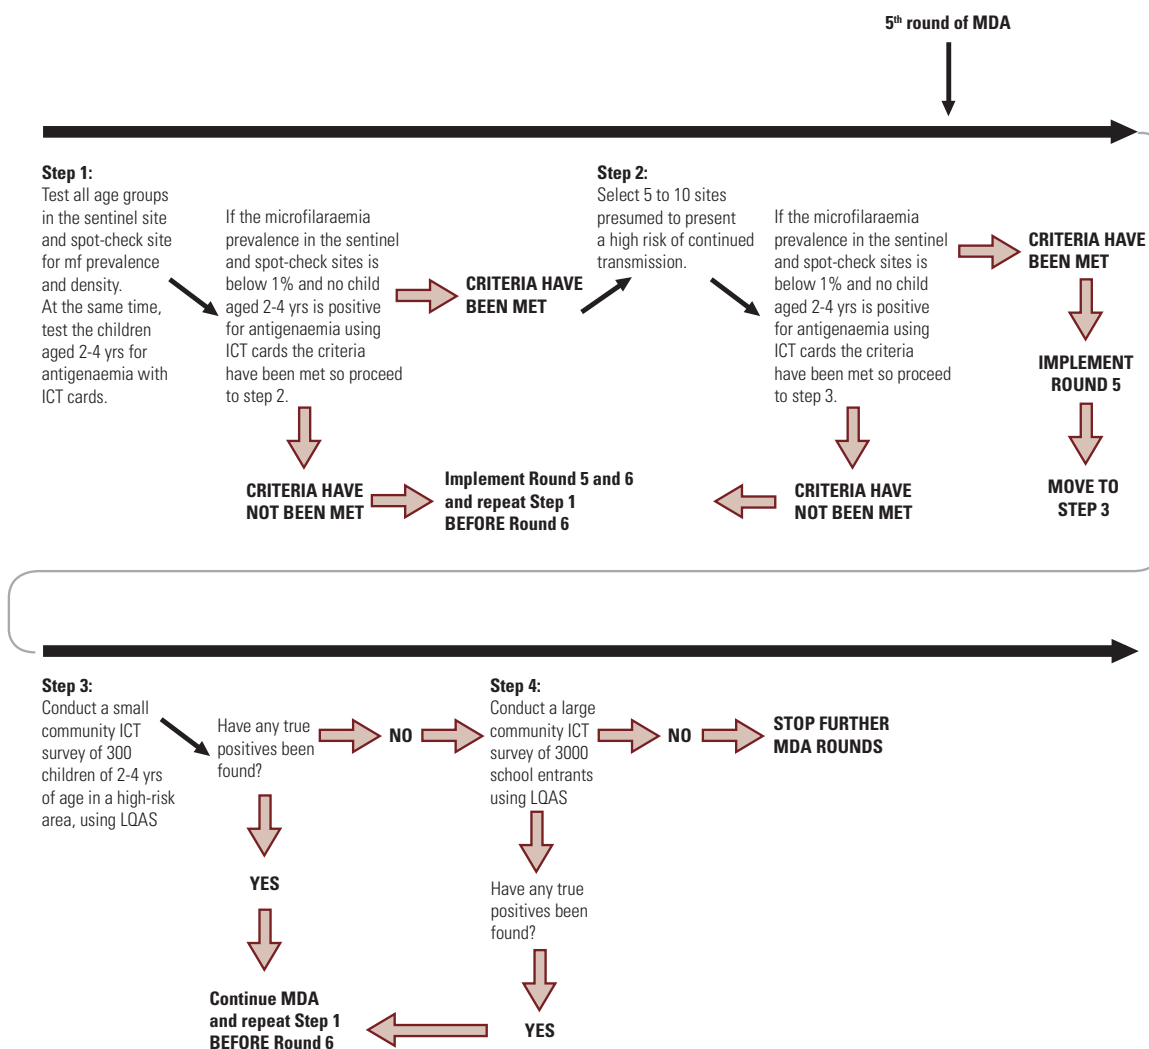 5th round of MDA
Step 1:
Test all age groups
in the sentinel site
and spot-check site
for mf prevalence
and density.
At the same time,
test the children
aged 2-4 yrs for
antigenaemia with
ICT cards.
If the microfilaraemia
prevalence in the sentinel
and spot-check sites is
below 1% and no child
aged 2-4 yrs is positive
for antigenaemia using
ICT cards the criteria
have been met so proceed
to step 2.
CRITERIA HAVE
BEEN MET
CRITERIA HAVE
NOT BEEN MET
Implement Round 5 and 6
and repeat Step 1
BEFORE Round 6
Step 2:
Select 5 to 10 sites
presumed to present
a high risk of continued
transmission.
If the microfilaraemia
prevalence in the sentinel
and spot-check sites is
below 1% and no child
aged 2-4 yrs is positive
for antigenaemia using
ICT cards the criteria
have been met so proceed
to step 3.
CRITERIA HAVE
BEEN MET
IMPLEMENT
ROUND 5
MOVE TO
STEP 3
CRITERIA HAVE
NOT BEEN MET
Step 3:
Conduct a small
community ICT
survey of 300
children of 2-4 yrs
of age in a high-risk
area, using LQAS
Have any true
positives been
found?
NO
YES
Continue MDA
and repeat Step 1
BEFORE Round 6
Step 4:
Conduct a large
community ICT
survey of 3000
school entrants
using LQAS
NO
STOP FURTHER
MDA ROUNDS
Have any true
positives been
found?
YES